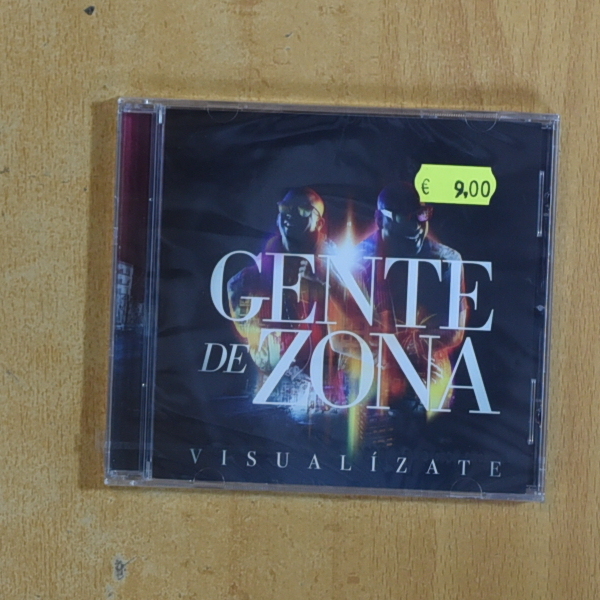 € 9,00
GENTE
DE ZONA
VISUALÍZATE